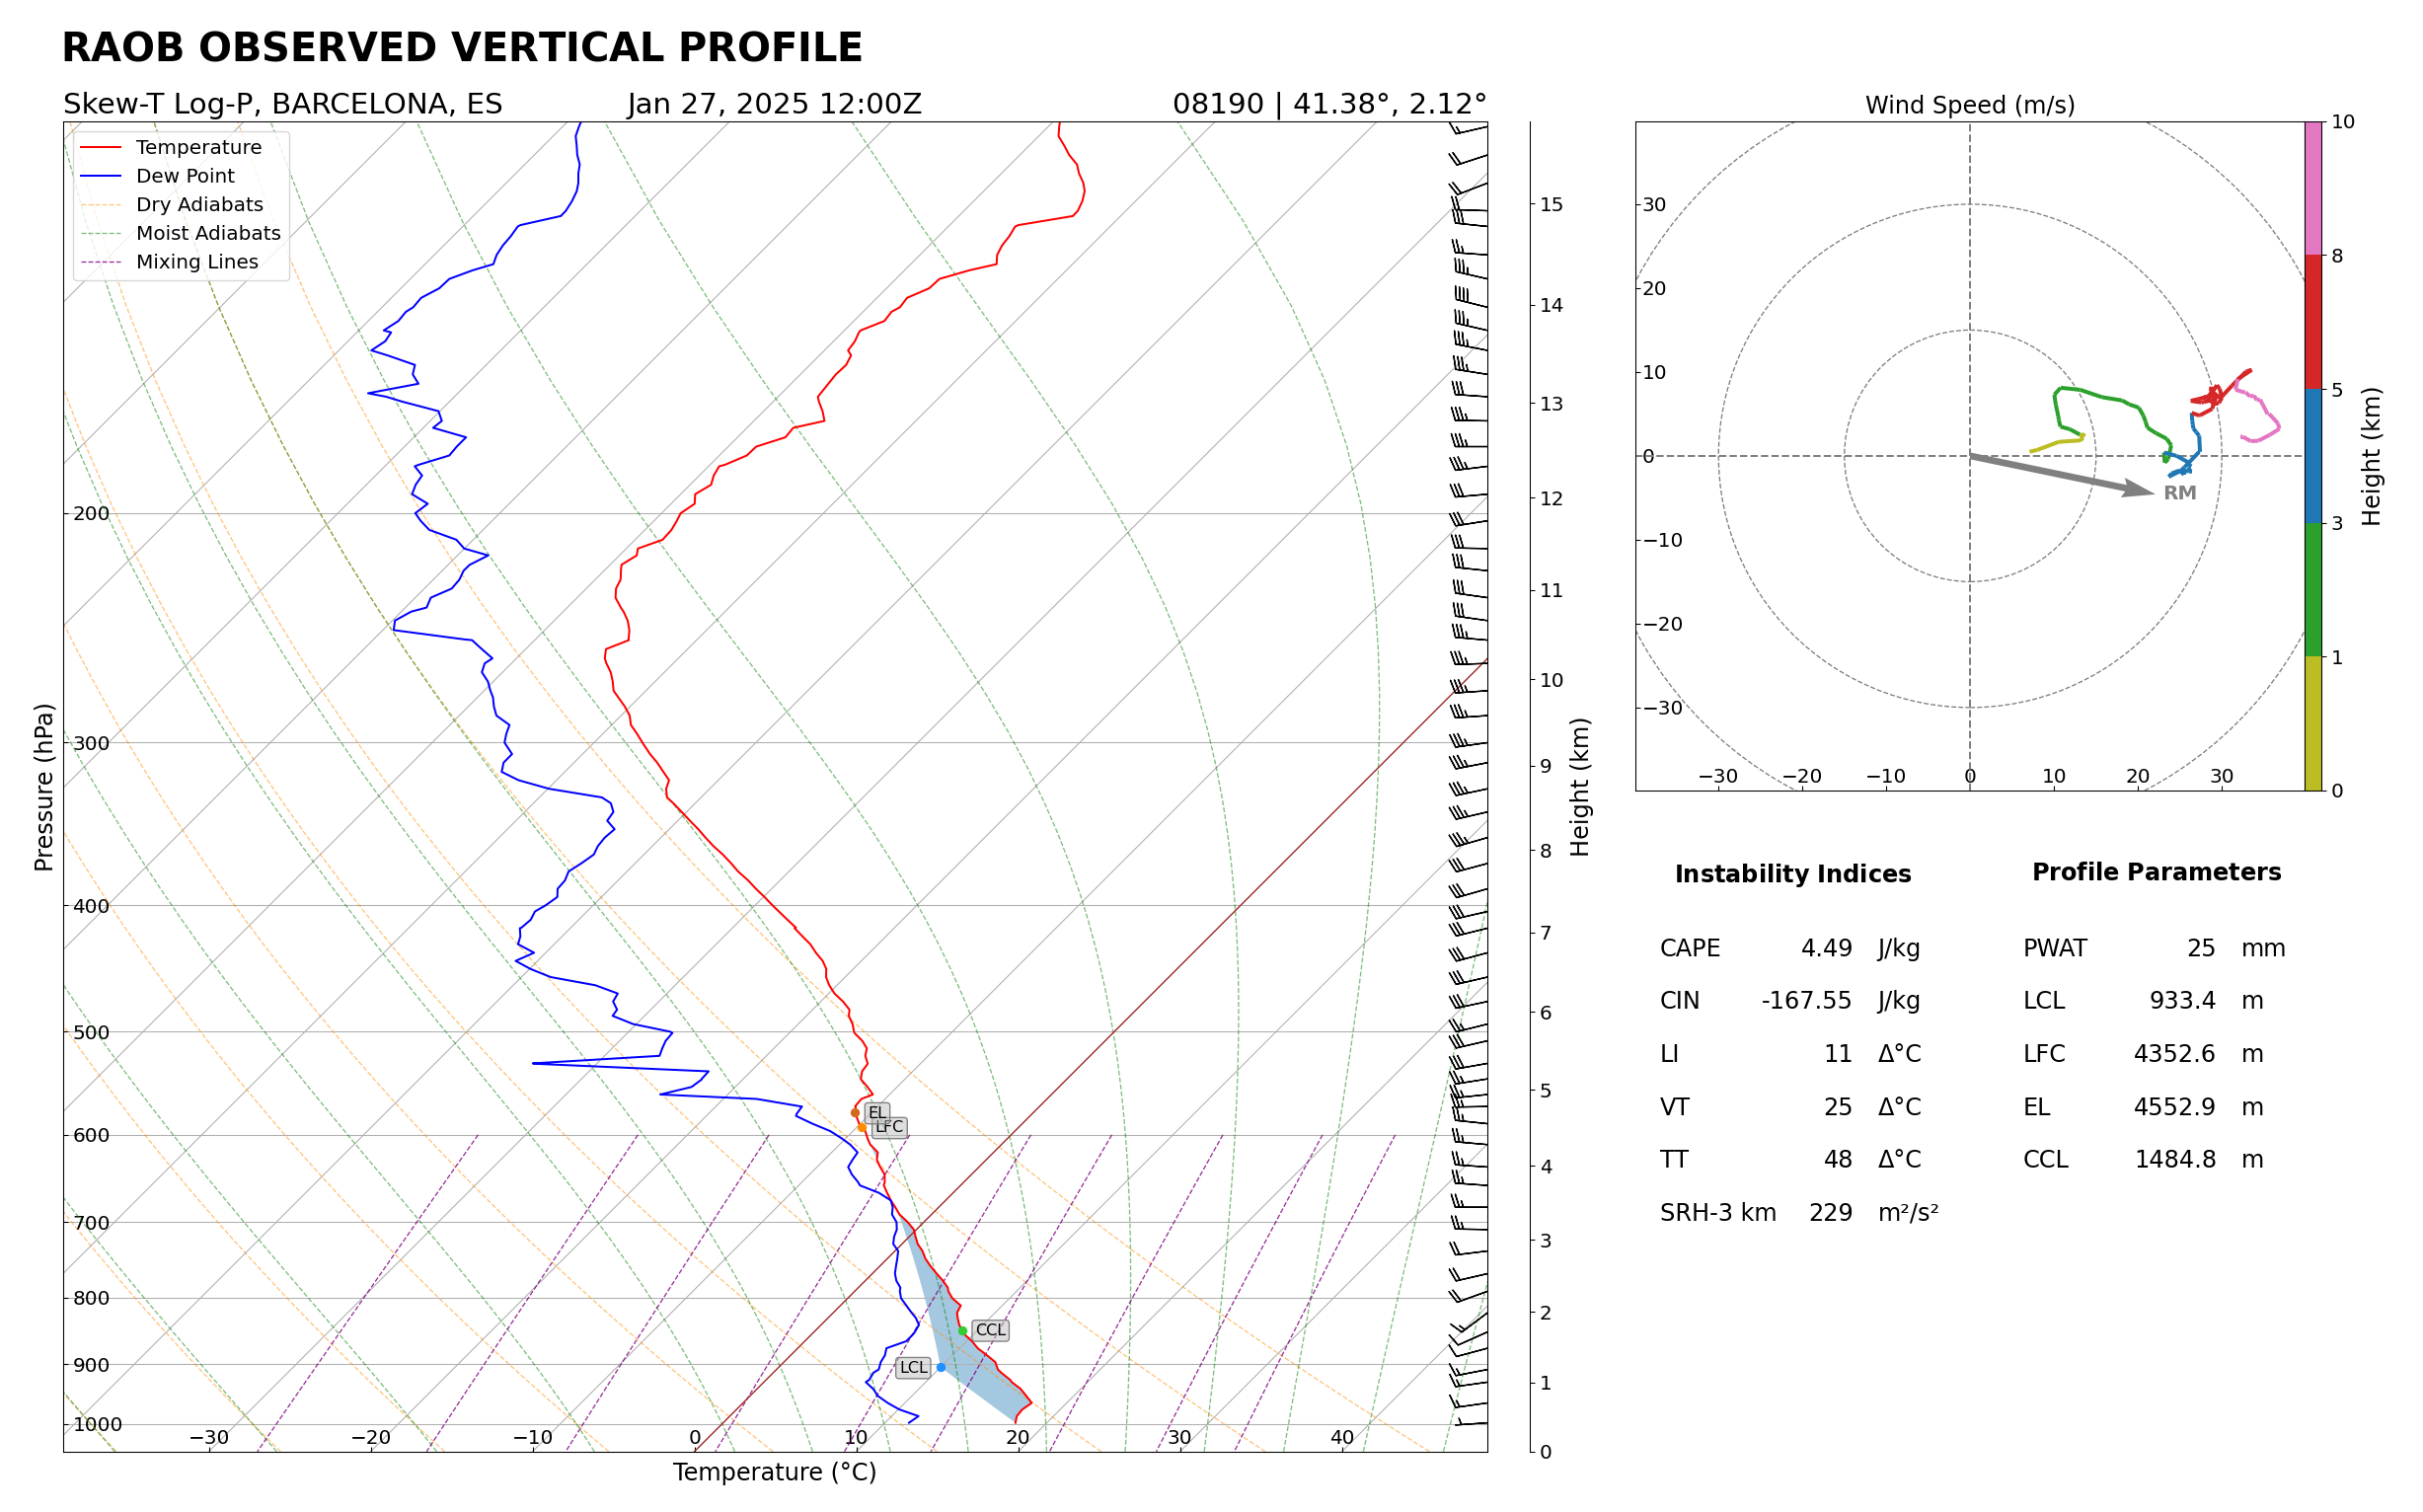 RAOB OBSERVED VERTICAL PROFILE
Skew-T Log-P, BARCELONA, ES
Jan 27, 2025 12:00Z
08190 | 41.38°, 2.12°
Temperature
Dew Point
Dry Adiabats
Moist Adiabats
Mixing Lines
Pressure (hPa)
200
300
400
500
600
700
800
900
1000
−30
−20
−10
0
10
20
30
40
Temperature (°C)
EL
LFC
CCL
LCL
15
14
13
12
11
10
9
8
7
6
5
4
3
2
1
0
Height (km)
Wind Speed (m/s)
30
20
10
0
−10
−20
−30
−30
−20
−10
0
10
20
30
RM
10
8
5
3
1
0
Height (km)
Instability Indices
CAPE 4.49 J/kg
CIN -167.55 J/kg
LI 11 Δ°C
VT 25 Δ°C
TT 48 Δ°C
SRH-3 km 229 m²/s²
Profile Parameters
PWAT 25 mm
LCL 933.4 m
LFC 4352.6 m
EL 4552.9 m
CCL 1484.8 m